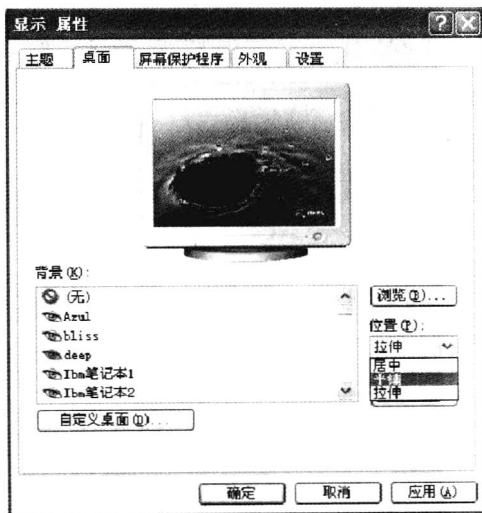 显示 属性
主题 桌面 屏幕保护程序 外观 设置
背景(K):
(无)
Azul
bliss
deep
Ibm笔记本1
Ibm笔记本2
浏览(B)...
位置(P):
拉伸
居中
平铺
拉伸
自定义桌面(D)...
确定 取消 应用(A)